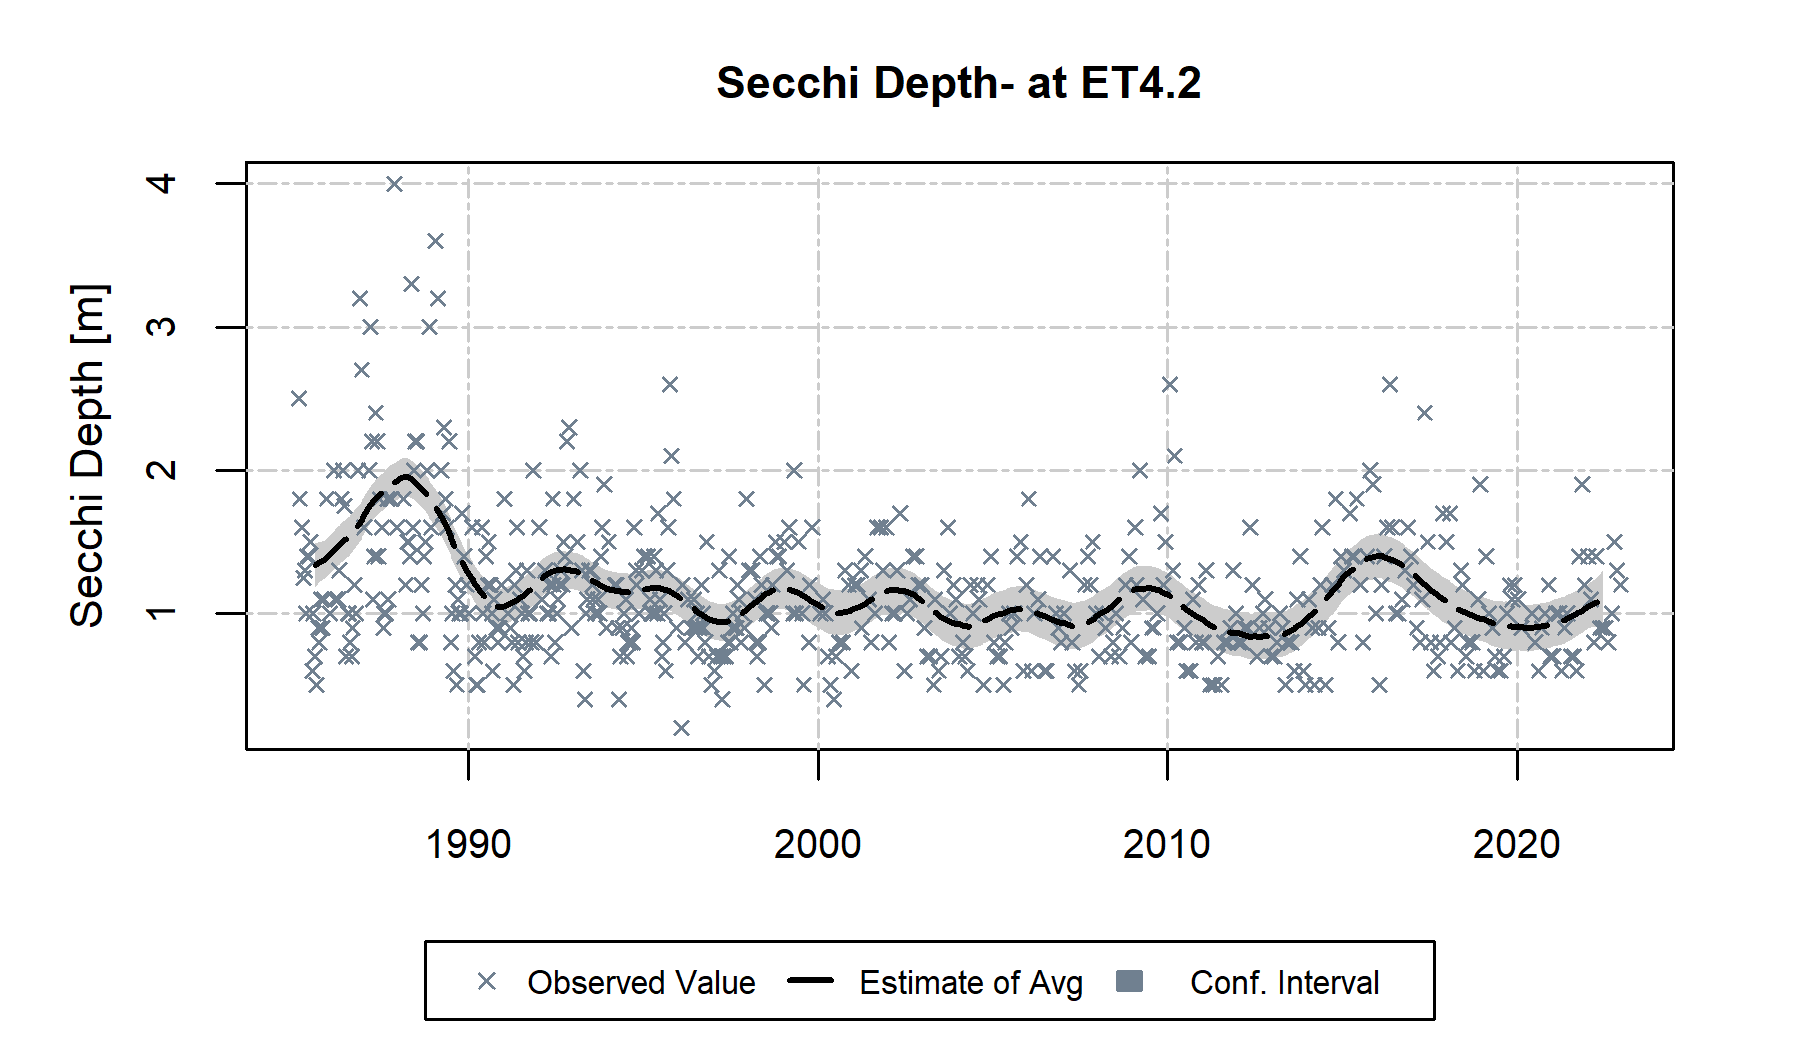 Secchi Depth- at ET4.2
Secchi Depth [m]
4
3
2
1
1990 2000 2010 2020
Observed Value Estimate of Avg Conf. Interval